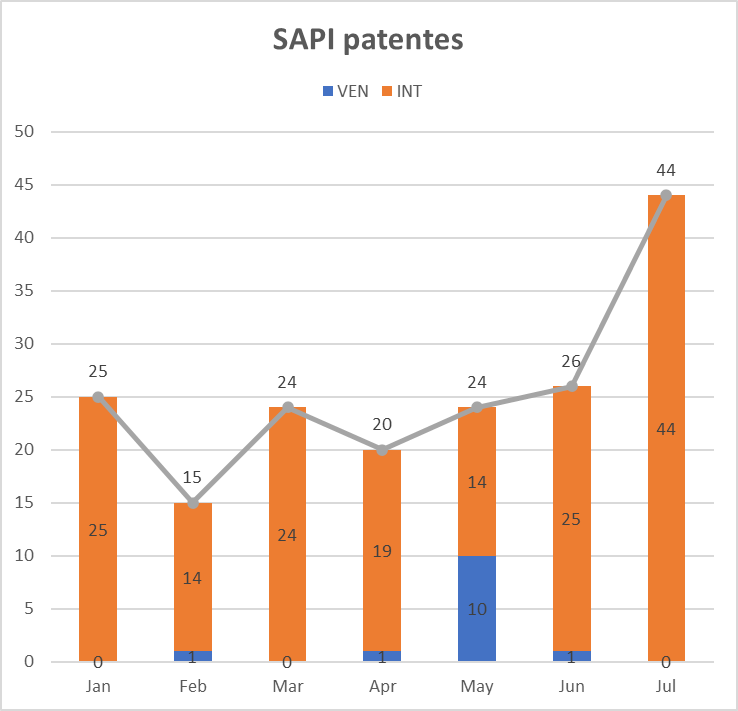 SAPI patentes
VEN INT
50
45 44
40
35
30
25 25 24 20 24 26
20 15
15
10 25 14 24 19 14 25 44
5 10
0 0 1 0 1 1 0
Jan Feb Mar Apr May Jun Jul